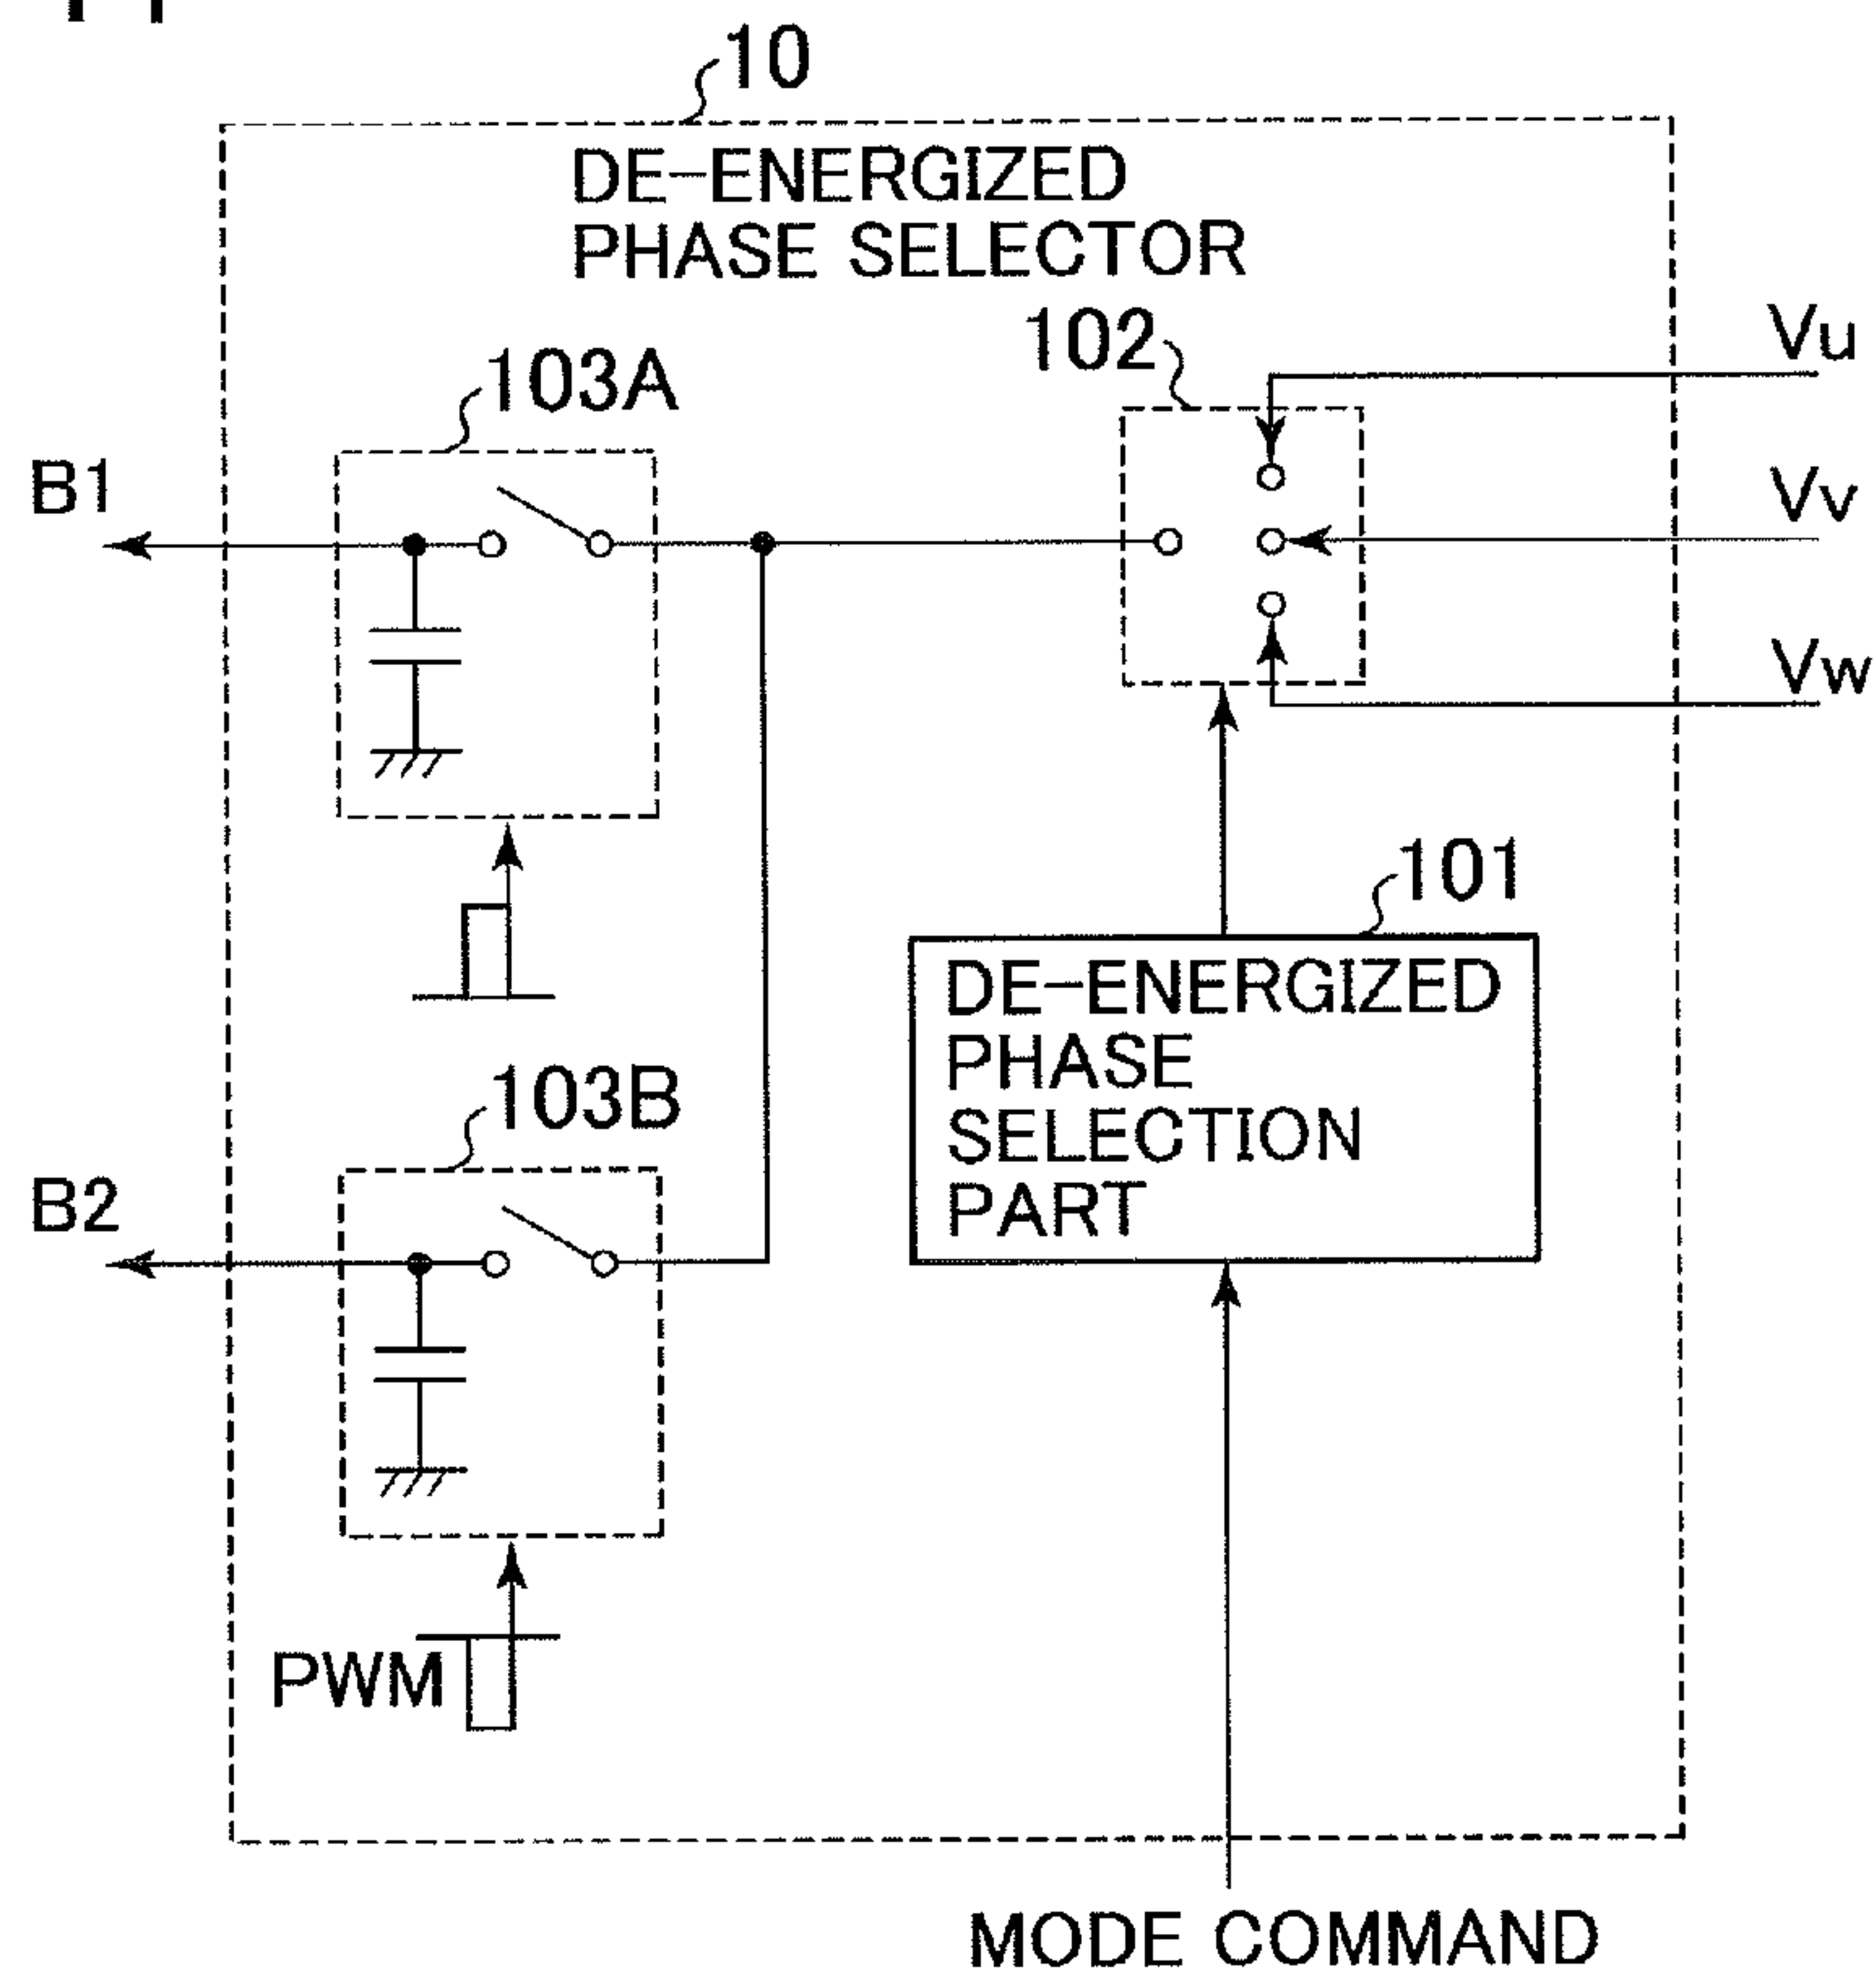 10
DE-ENERGIZED
PHASE SELECTOR
102
Vu
103A
B1
Vv
Vw
101
DE-ENERGIZED
PHASE
SELECTION
PART
103B
B2
PWM
MODE COMMAND